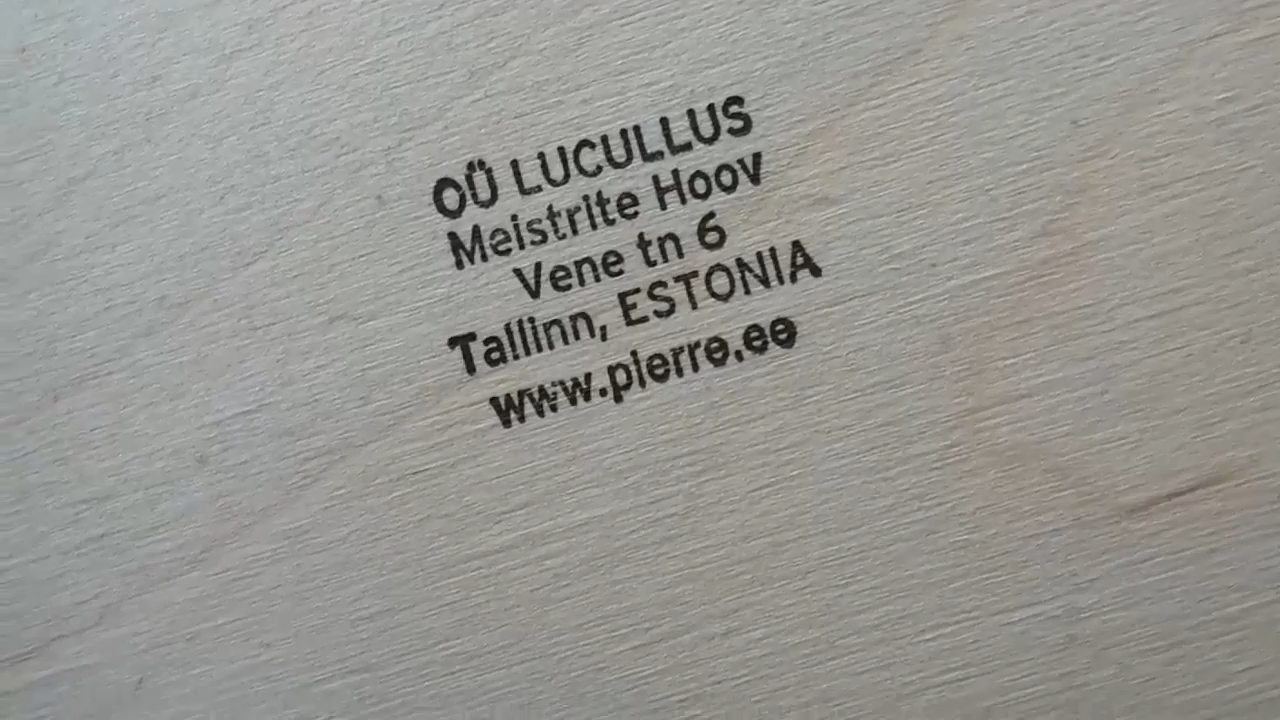 OÜ LUCULLUS
Meistrite Hoov
Vene tn 6
Tallinn, ESTONIA
www.pierre.ee